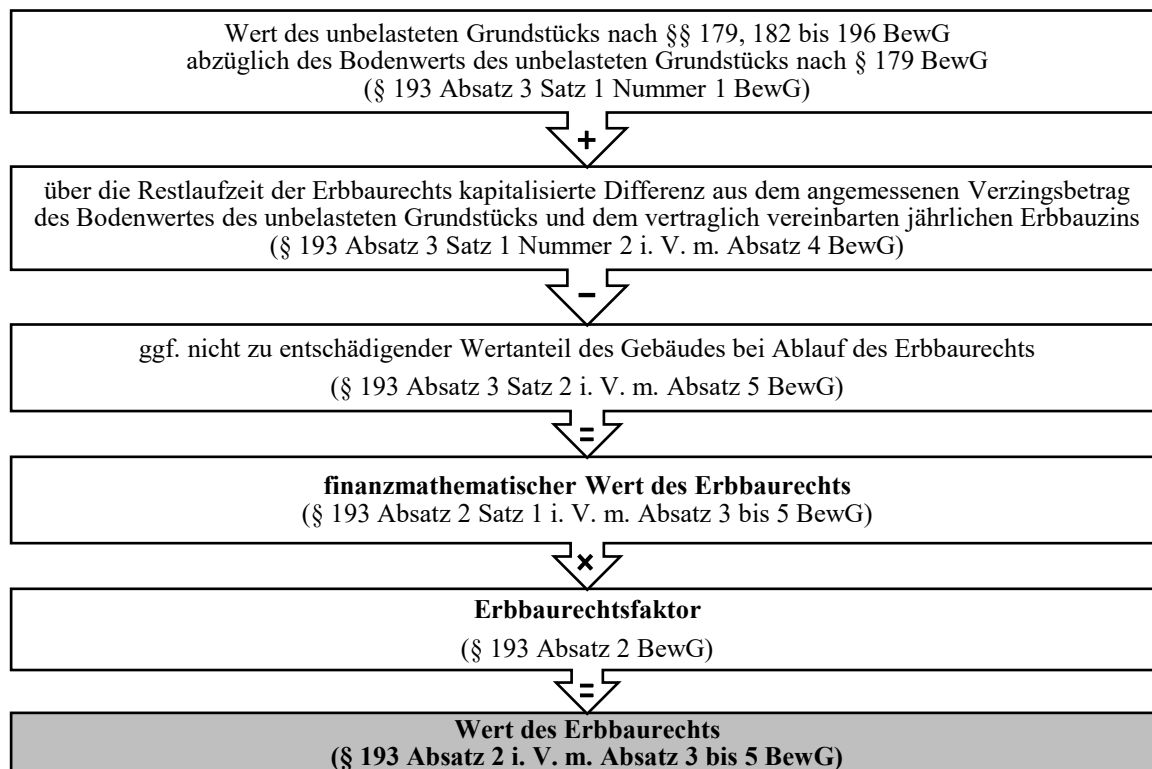 Wert des unbelasteten Grundstücks nach §§ 179, 182 bis 196 BewG
abzüglich des Bodenwerts des unbelasteten Grundstücks nach § 179 BewG
(§ 193 Absatz 3 Satz 1 Nummer 1 BewG)
+
über die Restlaufzeit der Erbbaurechts kapitalisierte Differenz aus dem angemessenen Verzingsbetrag
des Bodenwertes des unbelasteten Grundstücks und dem vertraglich vereinbarten jährlichen Erbbauzins
(§ 193 Absatz 3 Satz 1 Nummer 2 i. V. m. Absatz 4 BewG)
–
ggf. nicht zu entschädigender Wertanteil des Gebäudes bei Ablauf des Erbbaurechts
(§ 193 Absatz 3 Satz 2 i. V. m. Absatz 5 BewG)
=
finanzmathematischer Wert des Erbbaurechts
(§ 193 Absatz 2 Satz 1 i. V. m. Absatz 3 bis 5 BewG)
×
Erbbaurechtsfaktor
(§ 193 Absatz 2 BewG)
=
Wert des Erbbaurechts
(§ 193 Absatz 2 i. V. m. Absatz 3 bis 5 BewG)